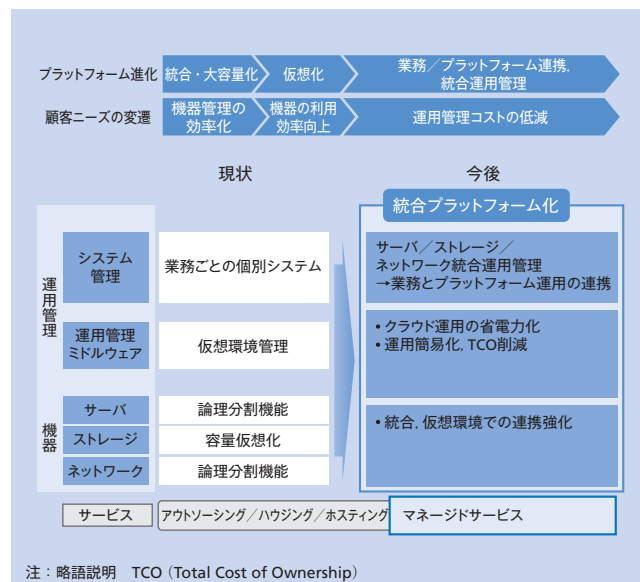 プラットフォーム進化
統合・大容量化
仮想化
業務／プラットフォーム連携,
統合運用管理
顧客ニーズの変遷
機器管理の
効率化
機器の利用
効率向上
運用管理コストの低減
現状
今後
統合プラットフォーム化
運用管理
システム
管理
業務ごとの個別システム
サーバ／ストレージ／
ネットワーク統合運用管理
→業務とプラットフォーム運用の連携
運用管理
ミドルウェア
仮想環境管理
• クラウド運用の省電力化
• 運用簡易化, TCO削減
機器
サーバ
論理分割機能
ストレージ
容量仮想化
ネットワーク
論理分割機能
• 統合, 仮想環境での連携強化
サービス
アウトソーシング／ハウジング／ホスティング
マネージドサービス
注：略語説明　TCO（Total Cost of Ownership）